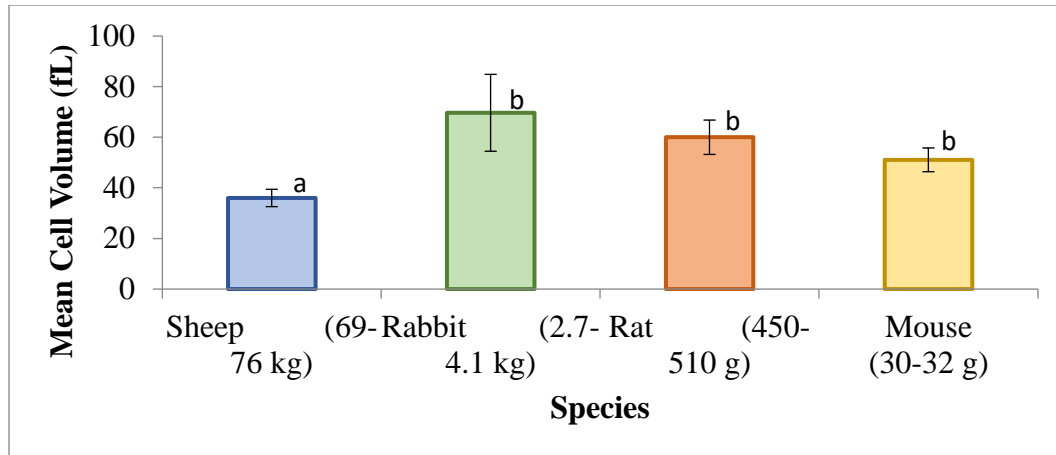 Mean Cell Volume (fL)
100
80
60
40
20
0
a
b
b
b
Sheep (69-Rabbit (2.7- Rat (450- Mouse
76 kg) 4.1 kg) 510 g) (30-32 g)
Species